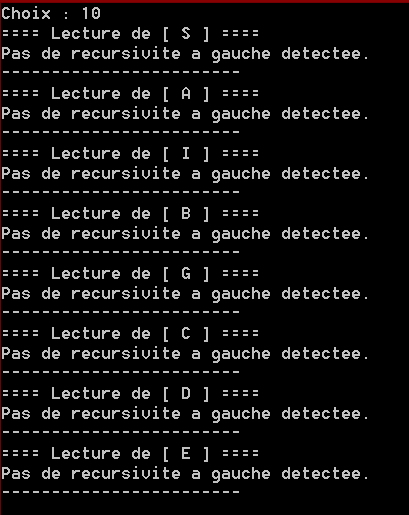 Choix : 10
==== Lecture de [ S ] ====
Pas de recursivite a gauche detectee.
------------------------
==== Lecture de [ A ] ====
Pas de recursivite a gauche detectee.
------------------------
==== Lecture de [ I ] ====
Pas de recursivite a gauche detectee.
------------------------
==== Lecture de [ B ] ====
Pas de recursivite a gauche detectee.
------------------------
==== Lecture de [ G ] ====
Pas de recursivite a gauche detectee.
------------------------
==== Lecture de [ C ] ====
Pas de recursivite a gauche detectee.
------------------------
==== Lecture de [ D ] ====
Pas de recursivite a gauche detectee.
------------------------
==== Lecture de [ E ] ====
Pas de recursivite a gauche detectee.
------------------------